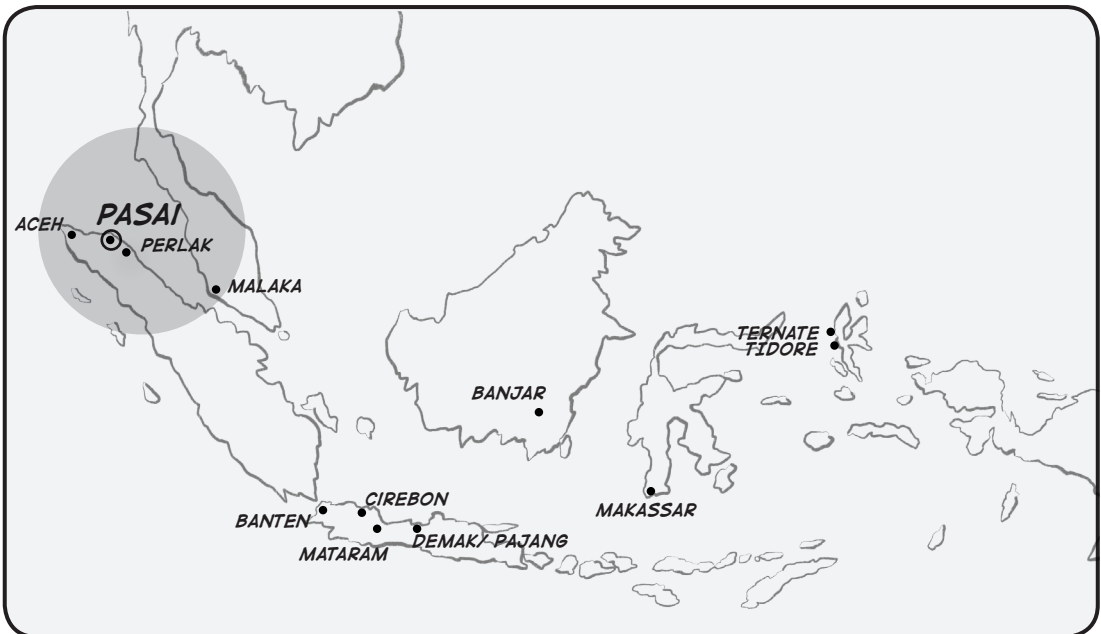 PASAI
ACEH
PERLAK
MALAKA
TERNATE
TIDORE
BANJAR
MAKASSAR
CIREBON
BANTEN
DEMAK/ PAJANG
MATARAM